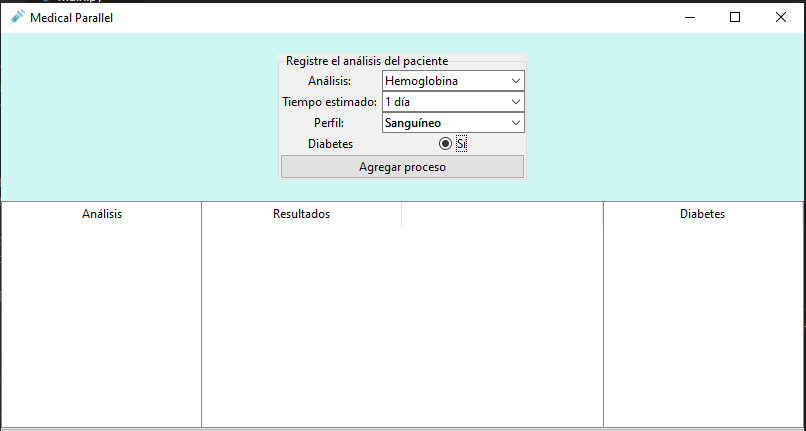 Medical Parallel
Registre el análisis del paciente
Análisis: Hemoglobina
Tiempo estimado: 1 día
Perfil: Sanguíneo
Diabetes Sí
Agregar proceso
Análisis Resultados Diabetes